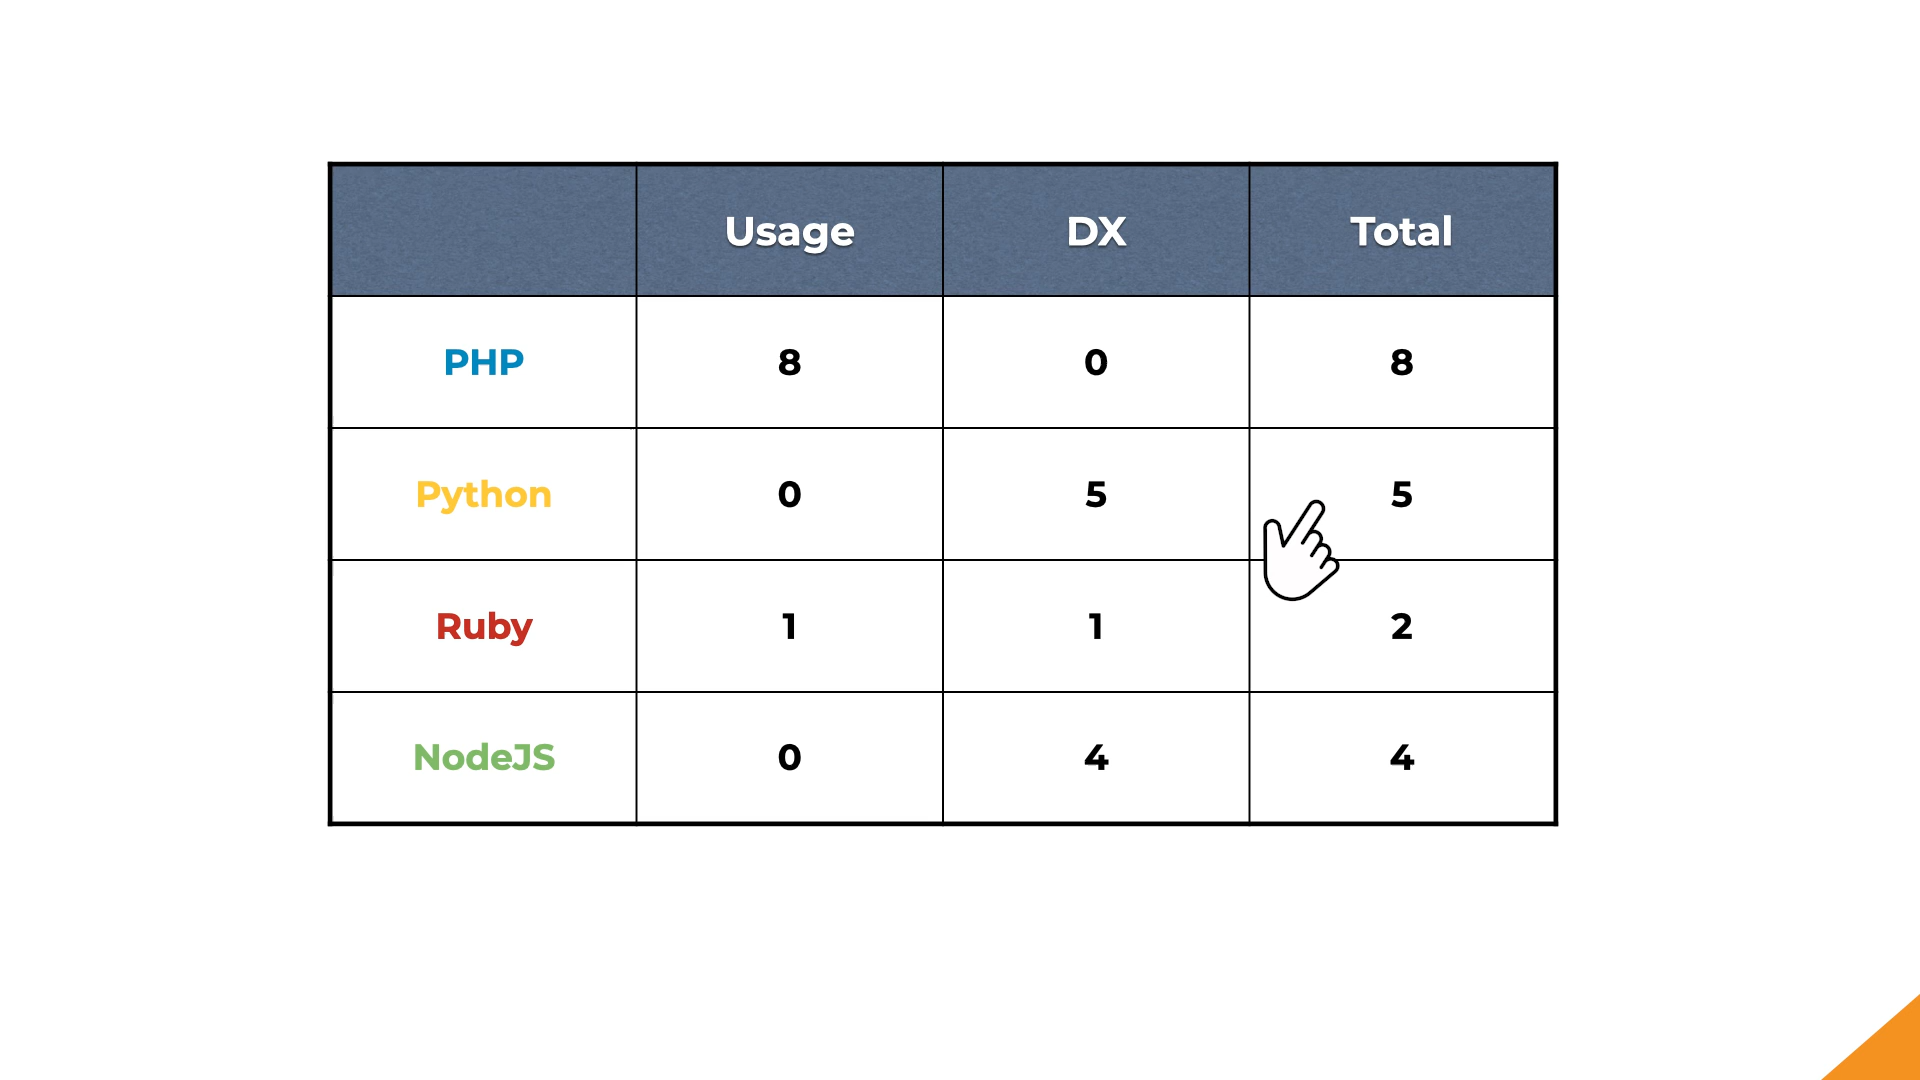 Usage DX Total
PHP 8 0 8
Python 0 5 5
Ruby 1 1 2
NodeJS 0 4 4